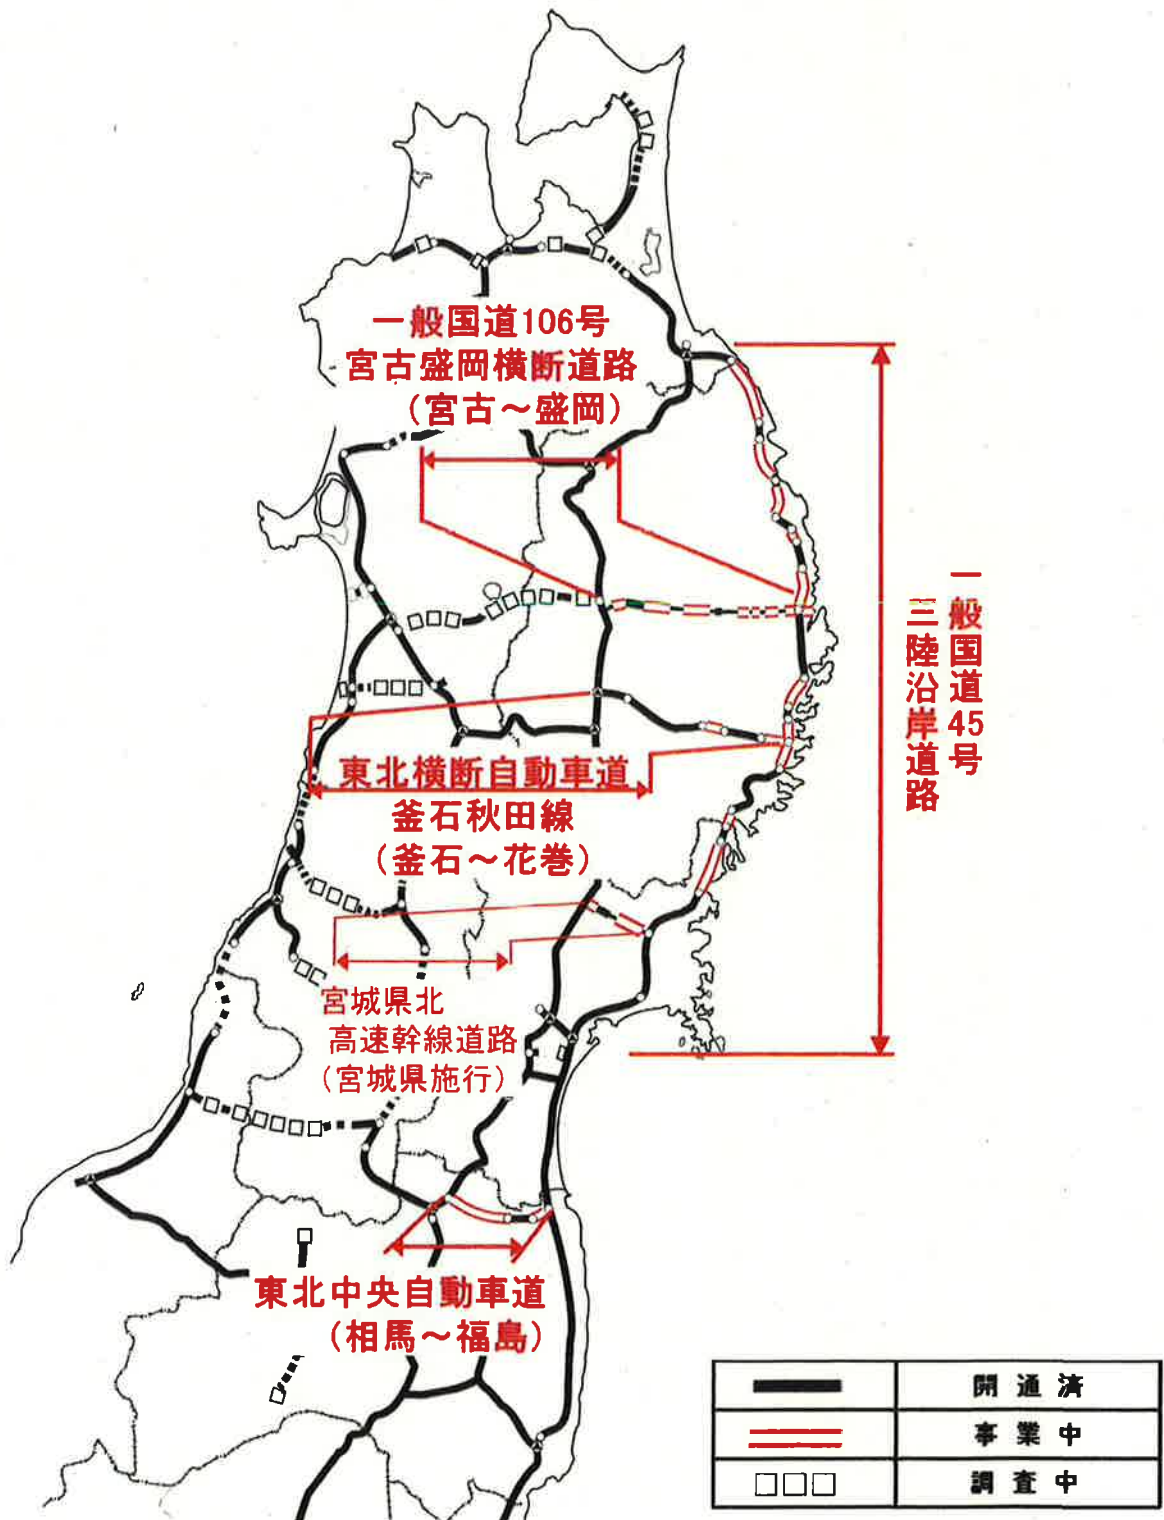 一般国道106号
宮古盛岡横断道路
（宮古～盛岡）
一般国道45号
三陸沿岸道路
東北横断自動車道
釜石秋田線
（釜石～花巻）
宮城県北
高速幹線道路
（宮城県施行）
東北中央自動車道
（相馬～福島）
開通済
事業中
調査中